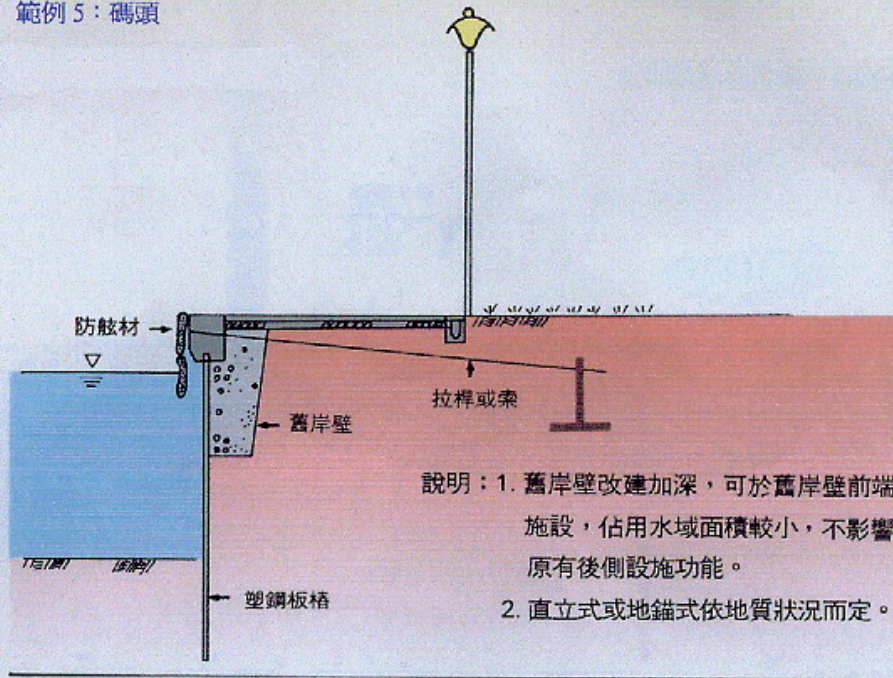 範例 5：碼頭
防舷材
拉桿或索
舊岸壁
說明：1. 舊岸壁改建加深，可於舊岸壁前端
施設，佔用水域面積較小，不影響
原有後側設施功能。
塑鋼板樁
2. 直立式或地錨式依地質狀況而定。